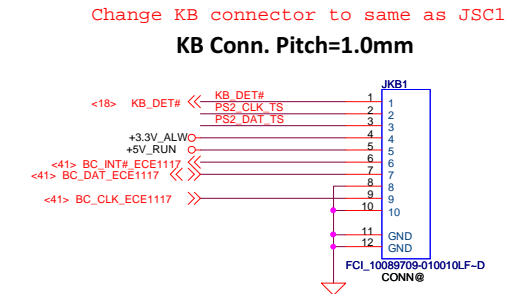 Change KB connector to same as JSC1
KB Conn. Pitch=1.0mm
JKB1
<18> KB_DET# KB_DET# 1 1
PS2_CLK_TS 2 2
PS2_DAT_TS 3 3
+3.3V_ALW 4 4
+5V_RUN 5 5
<41> BC_INT#_ECE1117 6 6
<41> BC_DAT_ECE1117 7 7
8 8
<41> BC_CLK_ECE1117 9 9
10 10
11 GND
12 GND
FCI_10089709-010010LF~D
CONN@